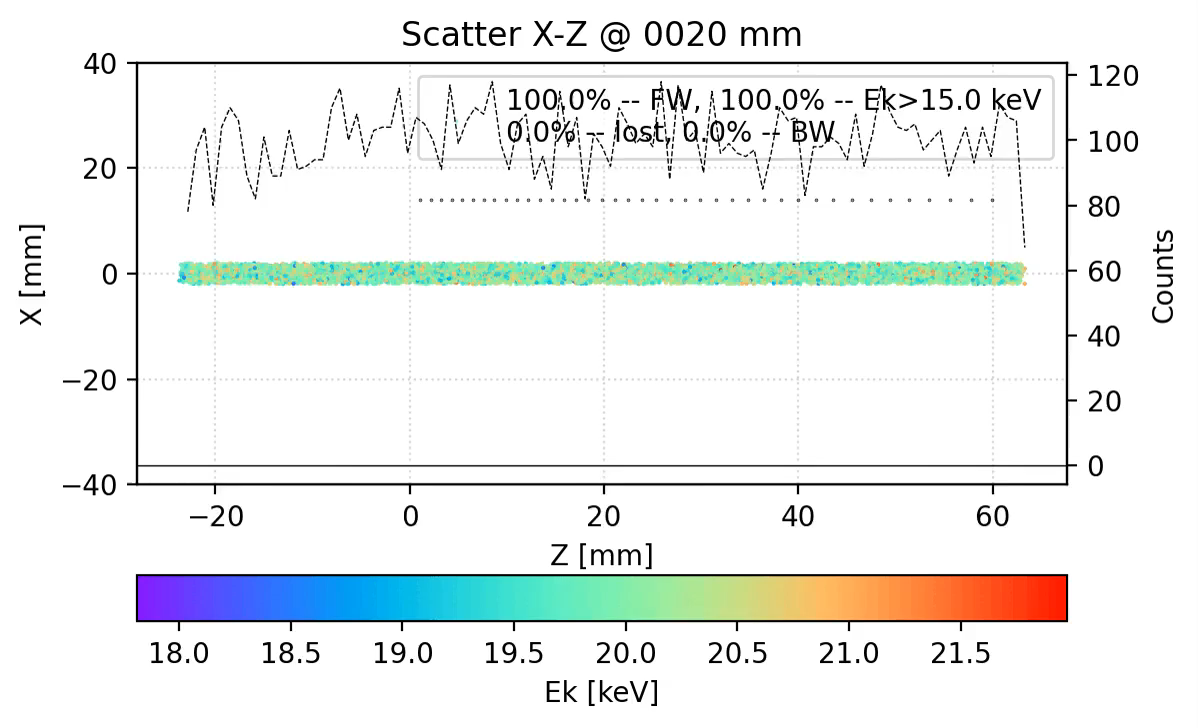 Scatter X-Z @ 0020 mm
40
20
0
−20
−40
X [mm]
100.0% -- FW, 100.0% -- Ek>15.0 keV
0.0% -- lost, 0.0% -- BW
120
100
80
60
40
20
0
Counts
−20 0 20 40 60
Z [mm]
18.0 18.5 19.0 19.5 20.0 20.5 21.0 21.5
Ek [keV]